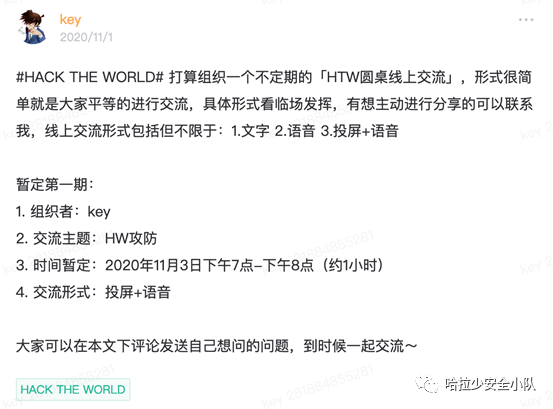 key
2020/11/1
#HACK THE WORLD# 打算组织一个不定期的「HTW圆桌线上交流」，形式很简
单就是大家平等的进行交流，具体形式看临场发挥，有想主动进行分享的可以联系
我，线上交流形式包括但不限于：1.文字 2.语音 3.投屏+语音
暂定第一期：
1. 组织者：key
2. 交流主题：HW攻防
3. 时间暂定：2020年11月3日下午7点–下午8点（约1小时）
4. 交流形式：投屏+语音
大家可以在本文下评论发送自己想问的问题，到时候一起交流～
HACK THE WORLD
哈拉少安全小队